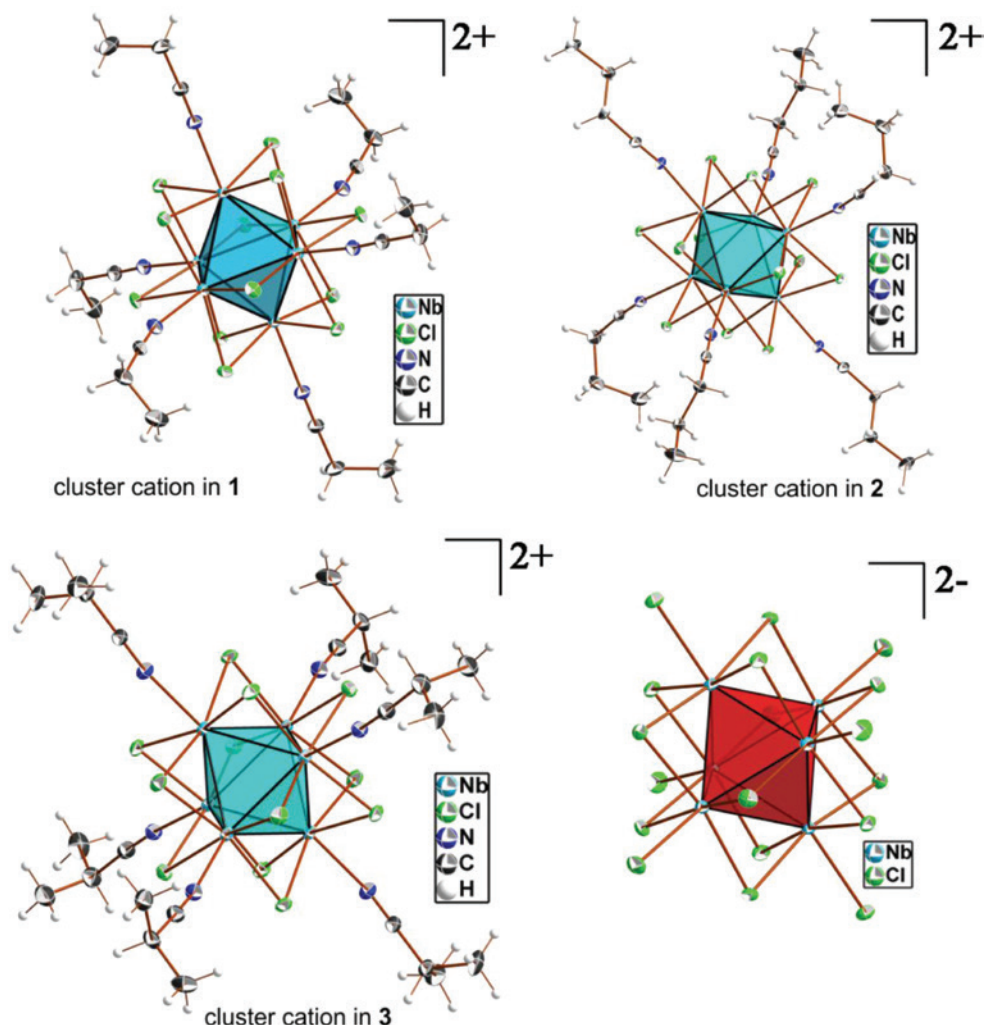 2+
2+
Nb
Cl
N
C
H
Nb
Cl
N
C
H
cluster cation in 1
cluster cation in 2
2+
2-
Nb
Cl
N
C
H
Nb
Cl
cluster cation in 3